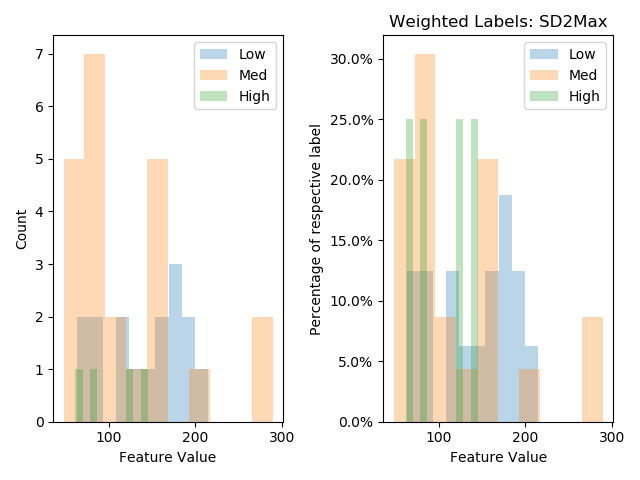 Low
Med
High
7
6
5
4
3
2
1
0
Count
100
200
300
Feature Value
Weighted Labels: SD2Max
Low
Med
High
30.0%
25.0%
20.0%
15.0%
10.0%
5.0%
0.0%
Percentage of respective label
100
200
300
Feature Value